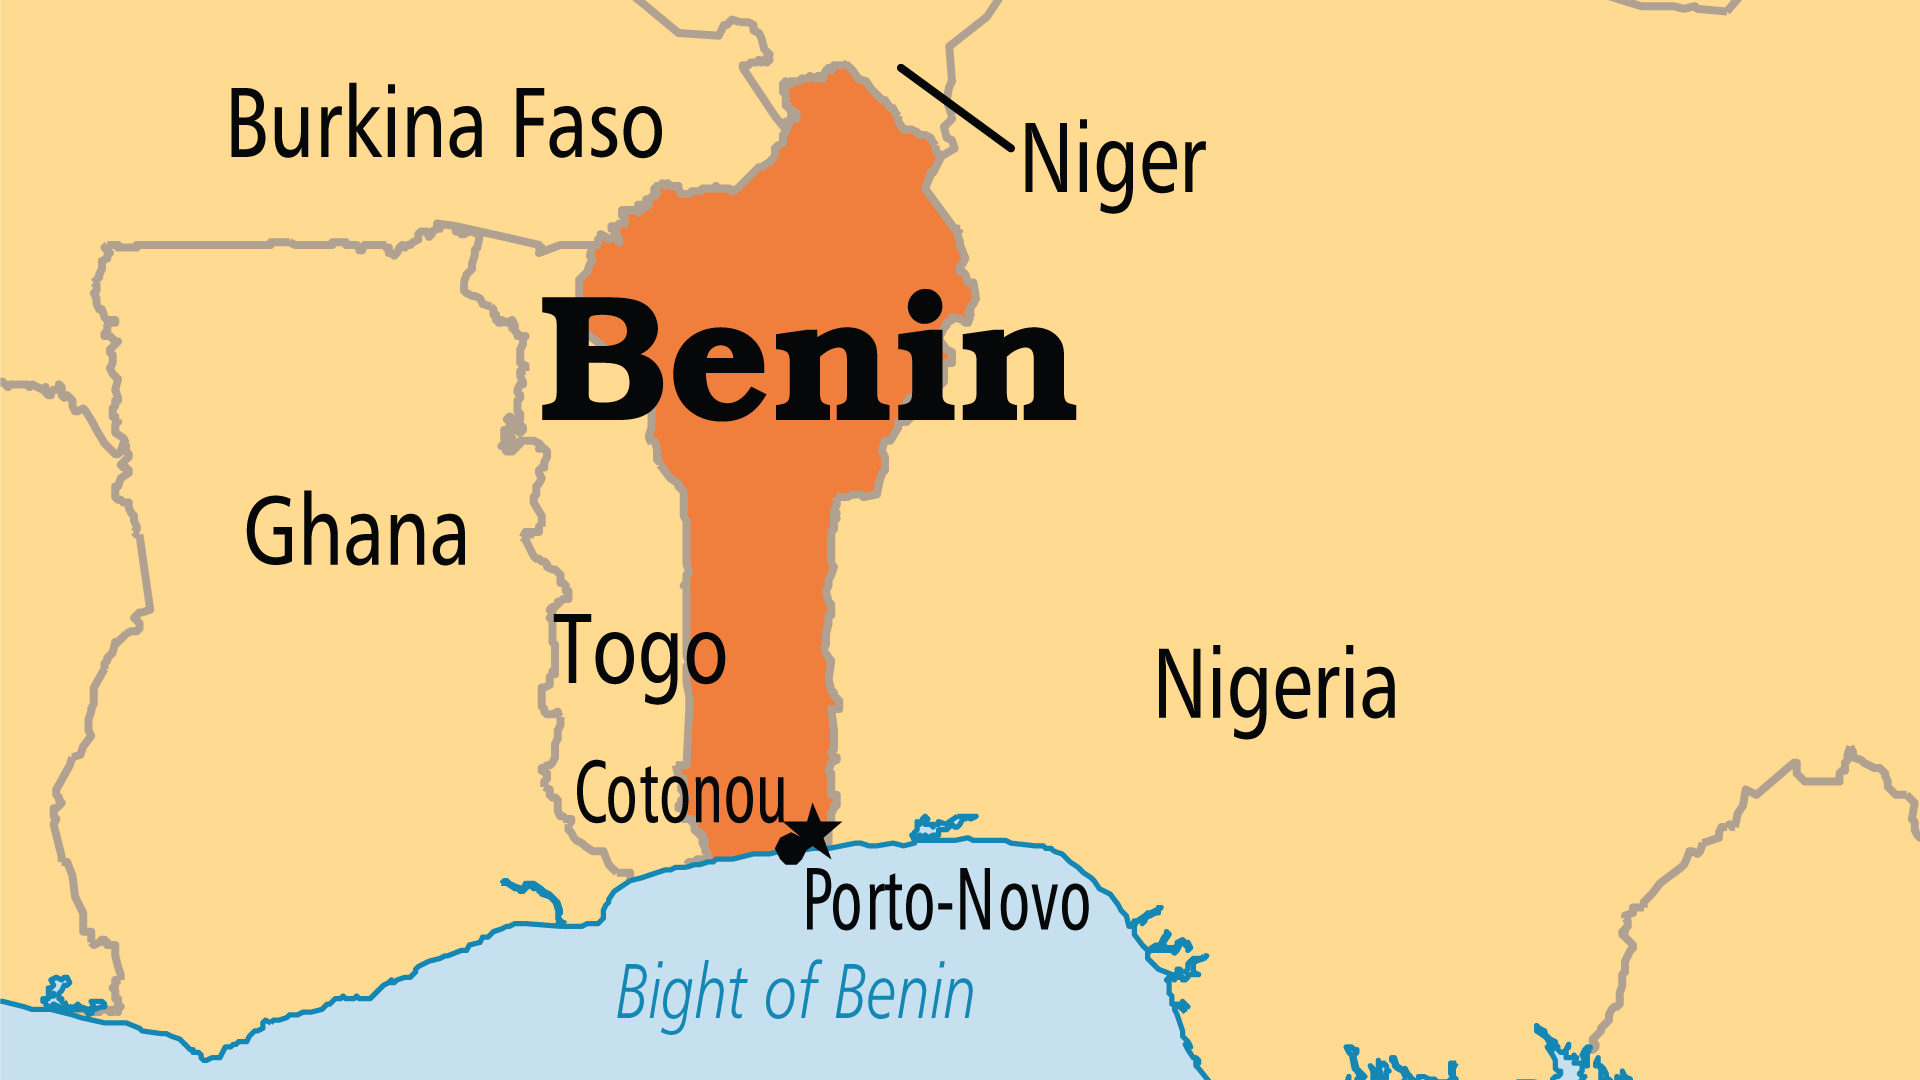 Burkina Faso
Niger
Benin
Ghana
Togo
Nigeria
Cotonou
Porto-Novo
Bight of Benin